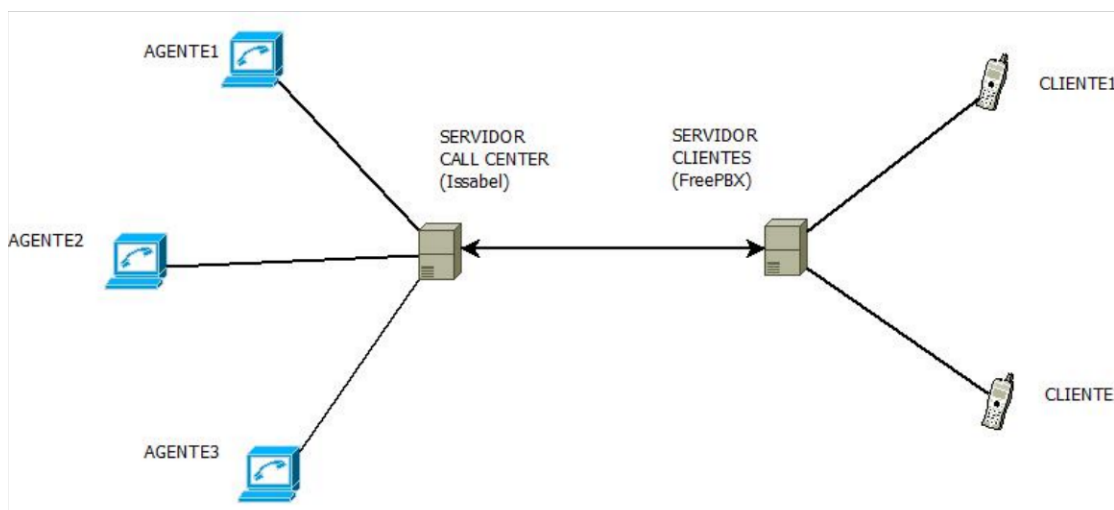 AGENTE1
SERVIDOR
CALL CENTER
(Issabel)
SERVIDOR
CLIENTES
(FreePBX)
CLIENTE1
AGENTE2
AGENTE3
CLIENTE